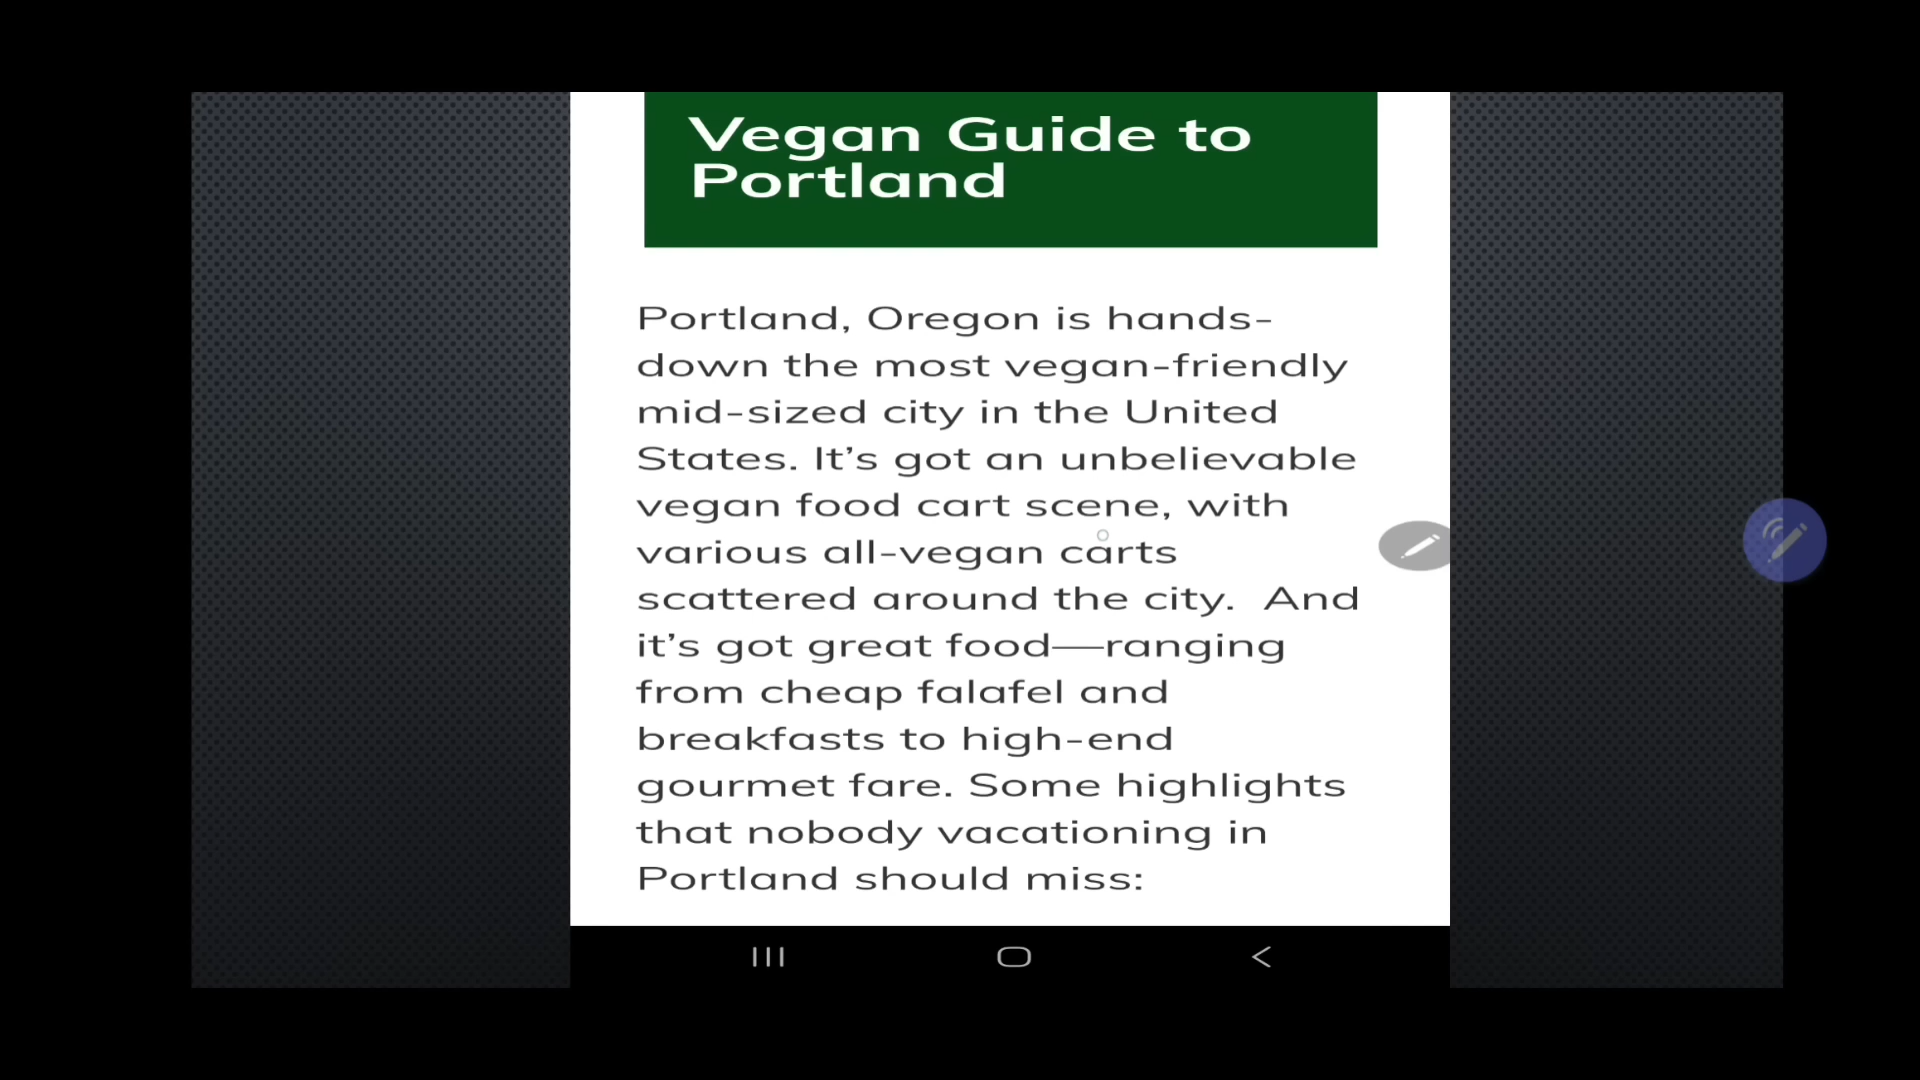 Vegan Guide to
Portland
Portland, Oregon is hands-
down the most vegan-friendly
mid-sized city in the United
States. It’s got an unbelievable
vegan food cart scene, with
various all-vegan carts
scattered around the city.  And
it’s got great food—ranging
from cheap falafel and
breakfasts to high-end
gourmet fare. Some highlights
that nobody vacationing in
Portland should miss: